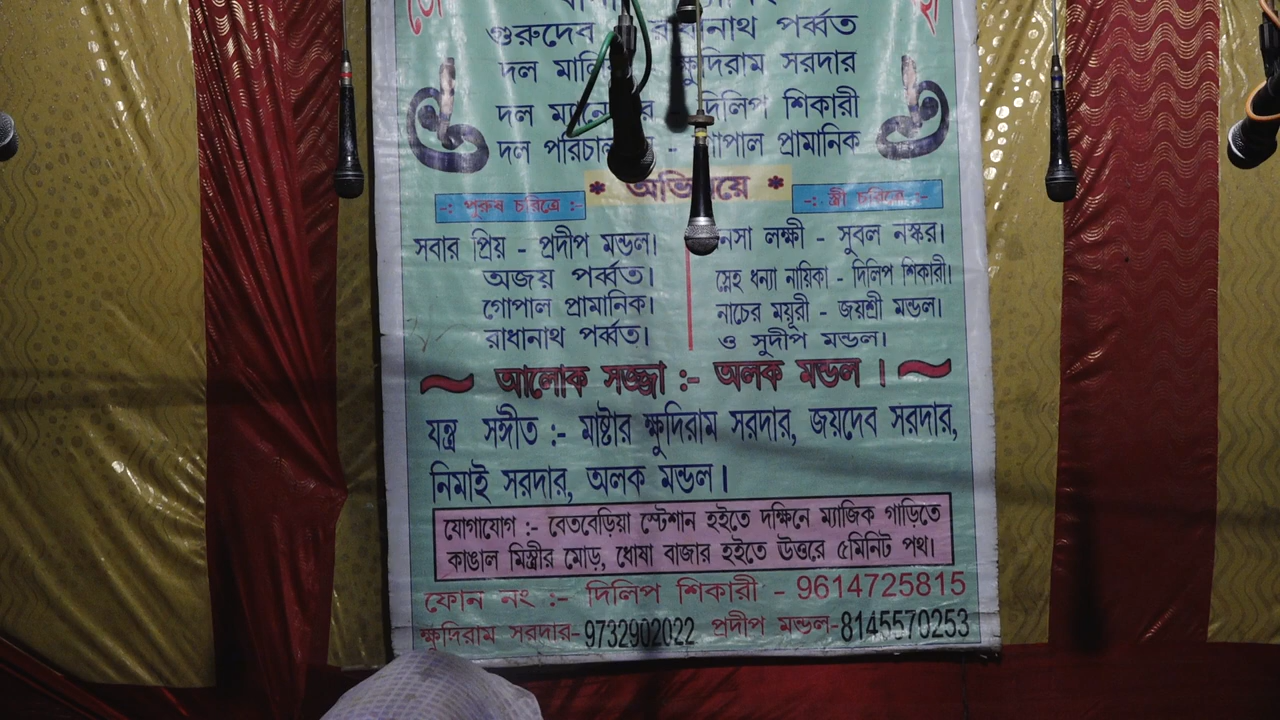 গুরুদেব রাধানাথ পর্ব্বত
দল ক্ষুদিরাম সরদার
দল দিলিপ শিকারী
দল - গোপাল প্রামানিক
* অভিনয়ে *
-: পুরুষ চরিত্রে :-
-: স্ত্রী চরিত্রে :-
সবার প্রিয় - প্রদীপ মন্ডল।
অজয় পর্ব্বত।
গোপাল প্রামানিক।
রাধানাথ পর্ব্বত।
মনসা লক্ষী - সুবল নস্কর।
স্নেহ ধন্যা নায়িকা - দিলিপ শিকারী।
নাচের ময়ূরী - জয়শ্রী মন্ডল।
ও সুদীপ মন্ডল।
~ আলোক সজ্জা :- অলক মন্ডল । ~
যন্ত্র সঙ্গীত :- মাষ্টার ক্ষুদিরাম সরদার, জয়দেব সরদার,
নিমাই সরদার, অলক মন্ডল ।
যোগাযোগ :- বেতবেড়িয়া স্টেশান হইতে দক্ষিনে ম্যাজিক গাড়িতে
কাঙাল মিস্ত্রীর মোড়, ধোষা বাজার হইতে উত্তরে ৫মিনিট পথ।
ফোন নং :- দিলিপ শিকারী - 9614725815
ক্ষুদিরাম সরদার-9732902022 প্রদীপ মন্ডল-8145570253